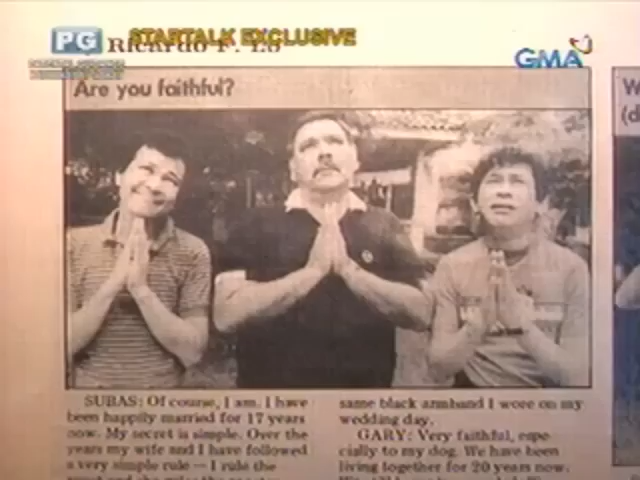 PG
STARTALK EXCLUSIVE
Ricardo F. Lo
GMA
Are you faithful?
W
(d
SUBAS: Of course, I am. I have
been happily married for 17 years
now. My secret is simple. Over the
years my wife and I have followed
a very simple rule — I rule the
same black armband I wore on my
wedding day.
GARY: Very faithful, espe-
cially to my dog. We have been
living together for 20 years now.